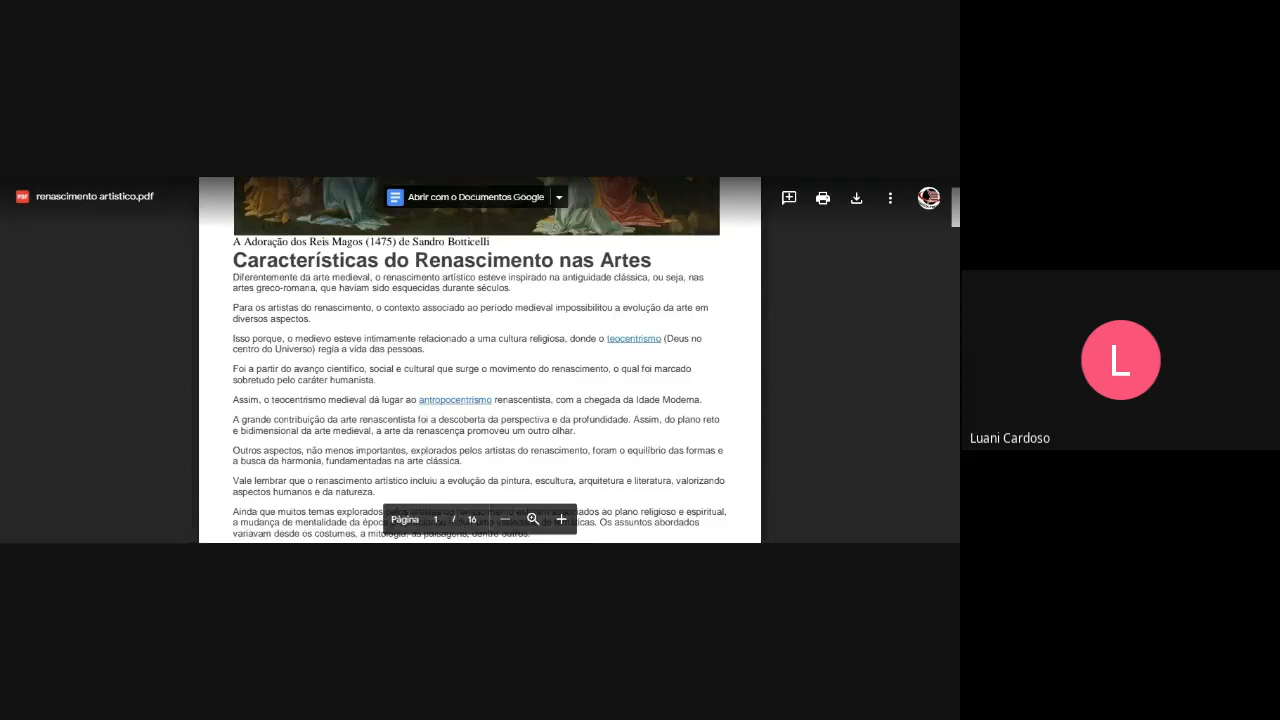 PDF renascimento artistico.pdf
Abrir com o Documentos Google
A Adoração dos Reis Magos (1475) de Sandro Botticelli
Características do Renascimento nas Artes
Diferentemente da arte medieval, o renascimento artístico esteve inspirado na antiguidade clássica, ou seja, nas
artes greco-romana, que haviam sido esquecidas durante séculos.
Para os artistas do renascimento, o contexto associado ao período medieval impossibilitou a evolução da arte em
diversos aspectos.
Isso porque, o medievo esteve intimamente relacionado a uma cultura religiosa, donde o teocentrismo (Deus no
centro do Universo) regia a vida das pessoas.
Foi a partir do avanço científico, social e cultural que surge o movimento do renascimento, o qual foi marcado
sobretudo pelo caráter humanista.
Assim, o teocentrismo medieval dá lugar ao antropocentrismo renascentista, com a chegada da Idade Moderna.
A grande contribuição da arte renascentista foi a descoberta da perspectiva e da profundidade. Assim, do plano reto
e bidimensional da arte medieval, a arte da renascença promoveu um outro olhar.
Outros aspectos, não menos importantes, explorados pelos artistas do renascimento, foram o equilíbrio das formas e
a busca da harmonia, fundamentadas na arte clássica.
Vale lembrar que o renascimento artístico incluiu a evolução da pintura, escultura, arquitetura e literatura, valorizando
aspectos humanos e da natureza.
Ainda que muitos temas explorados pelos artistas do renascimento ao plano religioso e espiritual,
a mudança de mentalidade da época Os assuntos abordados
variavam desde os costumes, a mitologia, as paisagens, dentre outros.
Página 1 / 16
L
Luani Cardoso